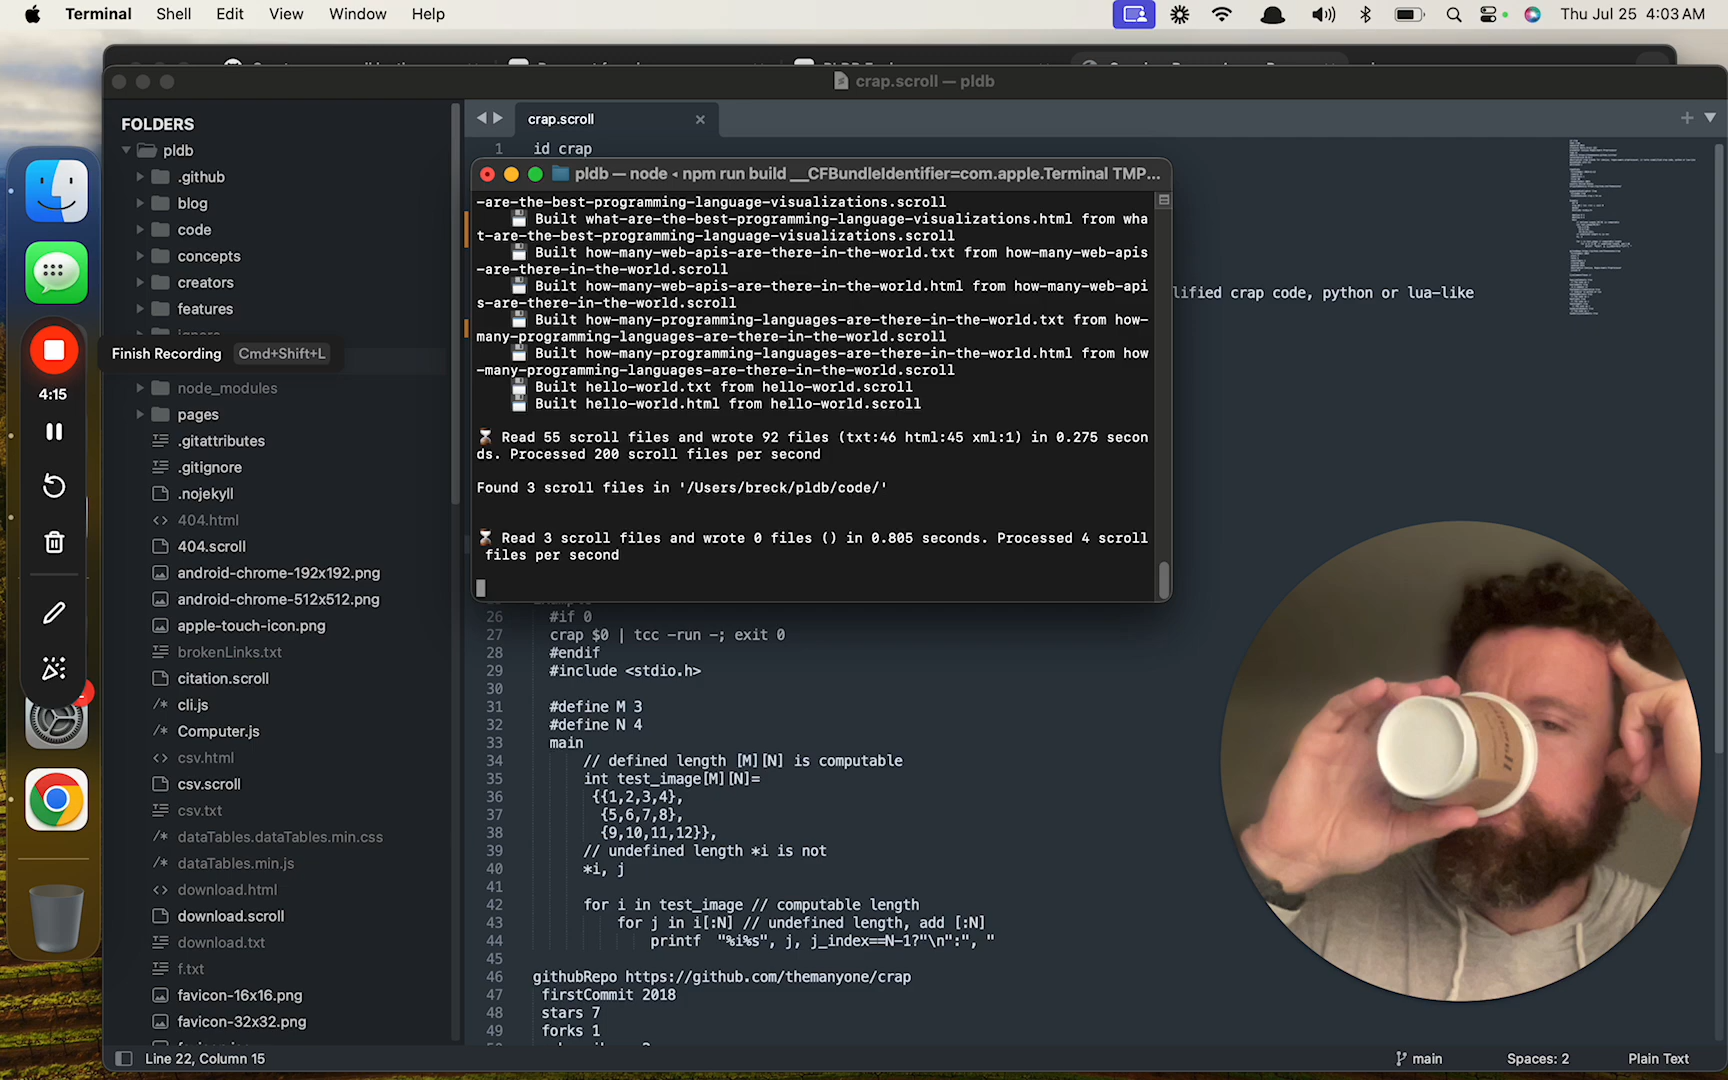 Terminal Shell Edit View Window Help Thu Jul 25 4:03 AM
crap.scroll — pldb
FOLDERS
pldb
.github
blog
code
concepts
creators
features
Finish Recording Cmd+Shift+L
4:15
node_modules
pages
.gitattributes
.gitignore
.nojekyll
404.html
404.scroll
android-chrome-192x192.png
android-chrome-512x512.png
apple-touch-icon.png
brokenLinks.txt
citation.scroll
cli.js
Computer.js
csv.html
csv.scroll
csv.txt
dataTables.dataTables.min.css
dataTables.min.js
download.html
download.scroll
download.txt
f.txt
favicon-16x16.png
favicon-32x32.png
crap.scroll
1 id crap
pldb — node ◂ npm run build __CFBundleIdentifier=com.apple.Terminal TMP...
-are-the-best-programming-language-visualizations.scroll
Built what-are-the-best-programming-language-visualizations.html from wha
t-are-the-best-programming-language-visualizations.scroll
Built how-many-web-apis-are-there-in-the-world.txt from how-many-web-apis
-are-there-in-the-world.scroll
Built how-many-web-apis-are-there-in-the-world.html from how-many-web-api
s-are-there-in-the-world.scroll
Built how-many-programming-languages-are-there-in-the-world.txt from how-
many-programming-languages-are-there-in-the-world.scroll
Built how-many-programming-languages-are-there-in-the-world.html from how
-many-programming-languages-are-there-in-the-world.scroll
Built hello-world.txt from hello-world.scroll
Built hello-world.html from hello-world.scroll
Read 55 scroll files and wrote 92 files (txt:46 html:45 xml:1) in 0.275 secon
ds. Processed 200 scroll files per second
Found 3 scroll files in '/Users/breck/pldb/code/'
Read 3 scroll files and wrote 0 files () in 0.805 seconds. Processed 4 scroll
files per second
lified crap code, python or lua-like
26 #if 0
27 crap $0 | tcc -run -; exit 0
28 #endif
29 #include <stdio.h>
30
31 #define M 3
32 #define N 4
33 main
34 // defined length [M][N] is computable
35 int test_image[M][N]=
36 {{1,2,3,4},
37 {5,6,7,8},
38 {9,10,11,12}},
39 // undefined length *i is not
40 *i, j
41
42 for i in test_image // computable length
43 for j in i[:N] // undefined length, add [:N]
44 printf "%i%s", j, j_index==N-1?"\n":", "
45
46 githubRepo https://github.com/themanyone/crap
47 firstCommit 2018
48 stars 7
49 forks 1
Line 22, Column 15 main Spaces: 2 Plain Text